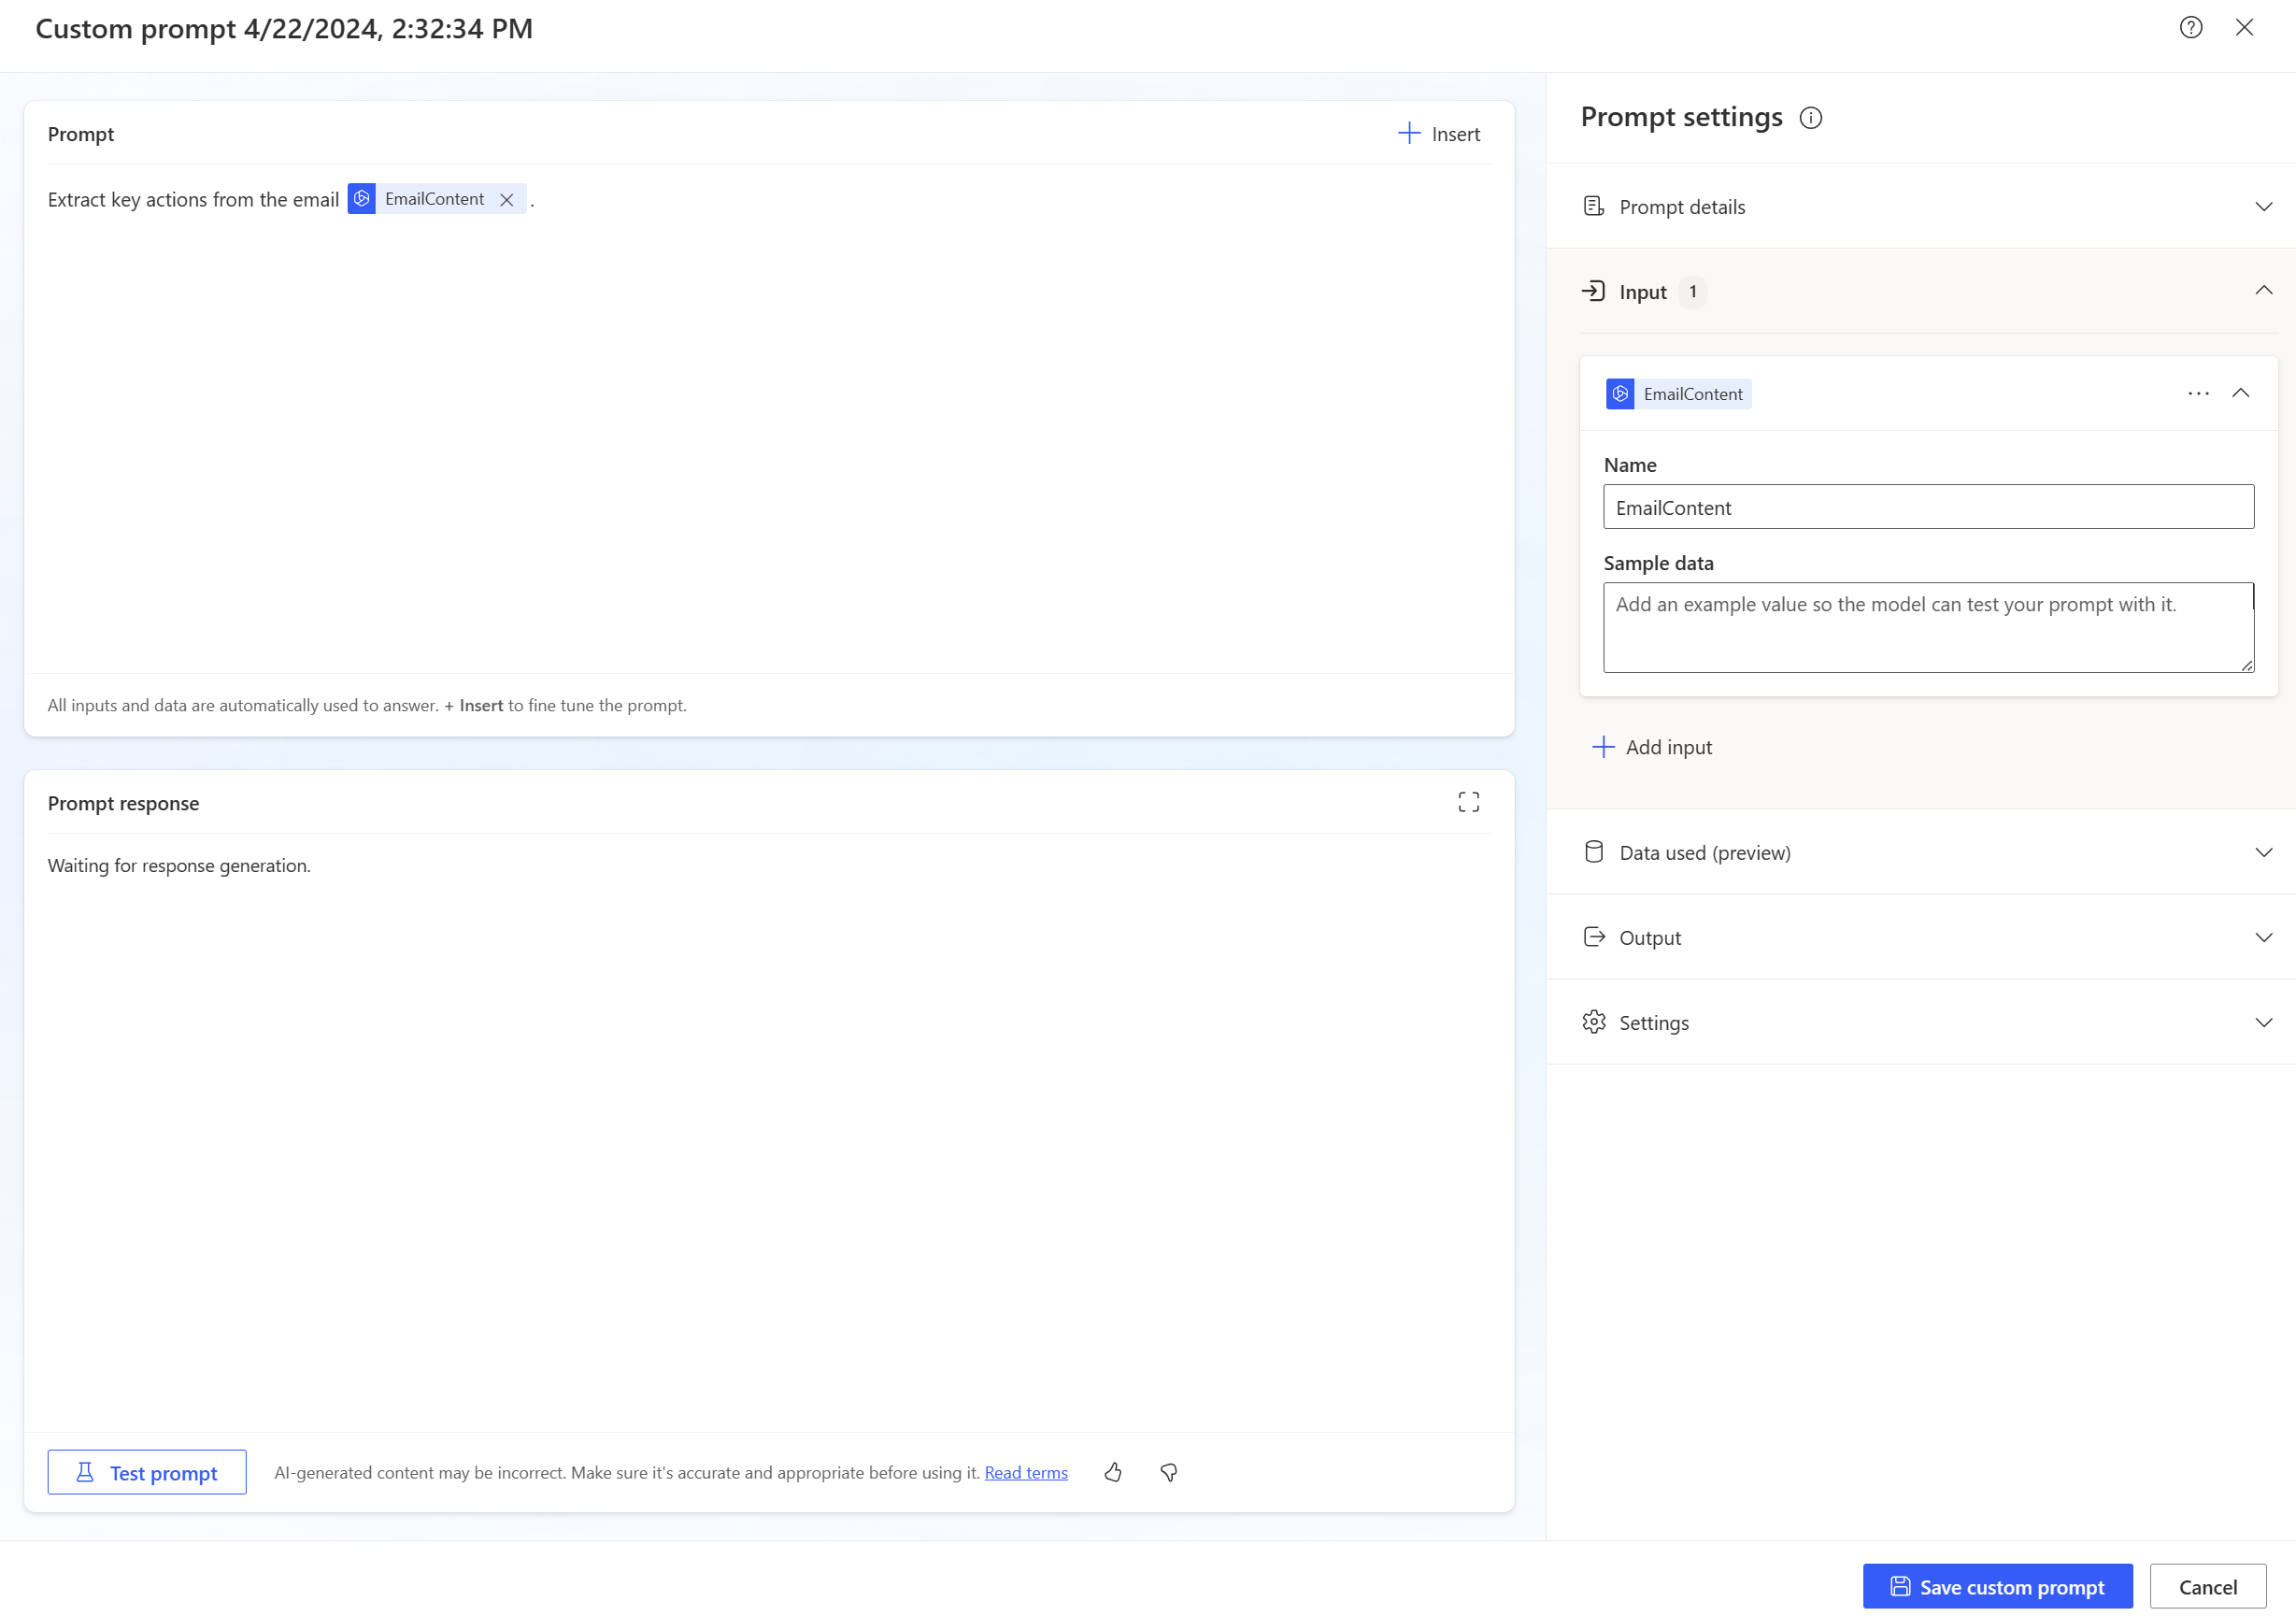 Custom prompt 4/22/2024, 2:32:34 PM
Prompt
Insert
Extract key actions from the email EmailContent .
All inputs and data are automatically used to answer. + Insert to fine tune the prompt.
Prompt response
Waiting for response generation.
Test prompt
AI-generated content may be incorrect. Make sure it's accurate and appropriate before using it. Read terms
Prompt settings
Prompt details
Input 1
EmailContent
Name
EmailContent
Sample data
Add an example value so the model can test your prompt with it.
Add input
Data used (preview)
Output
Settings
Save custom prompt
Cancel